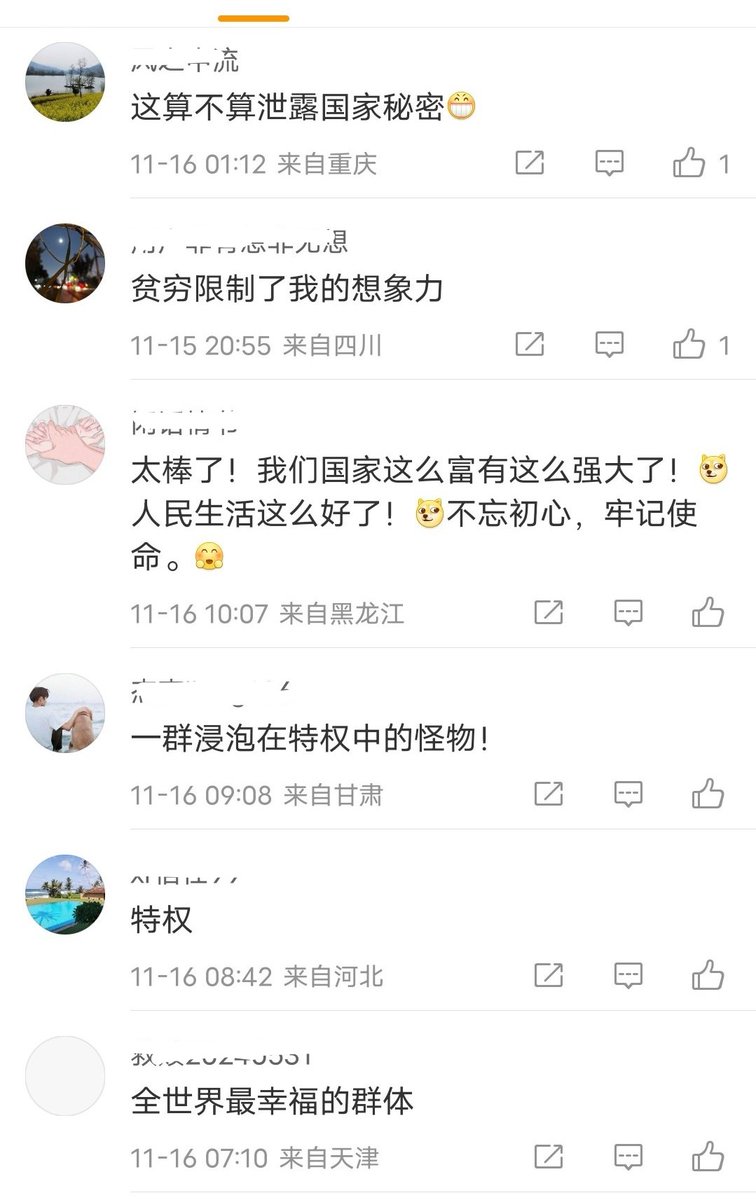 这算不算泄露国家秘密😁
11-16 01:12 来自重庆
1
贫穷限制了我的想象力
11-15 20:55 来自四川
1
太棒了！我们国家这么富有这么强大了！
人民生活这么好了！不忘初心，牢记使
命。🤗
11-16 10:07 来自黑龙江
一群浸泡在特权中的怪物！
11-16 09:08 来自甘肃
特权
11-16 08:42 来自河北
全世界最幸福的群体
11-16 07:10 来自天津